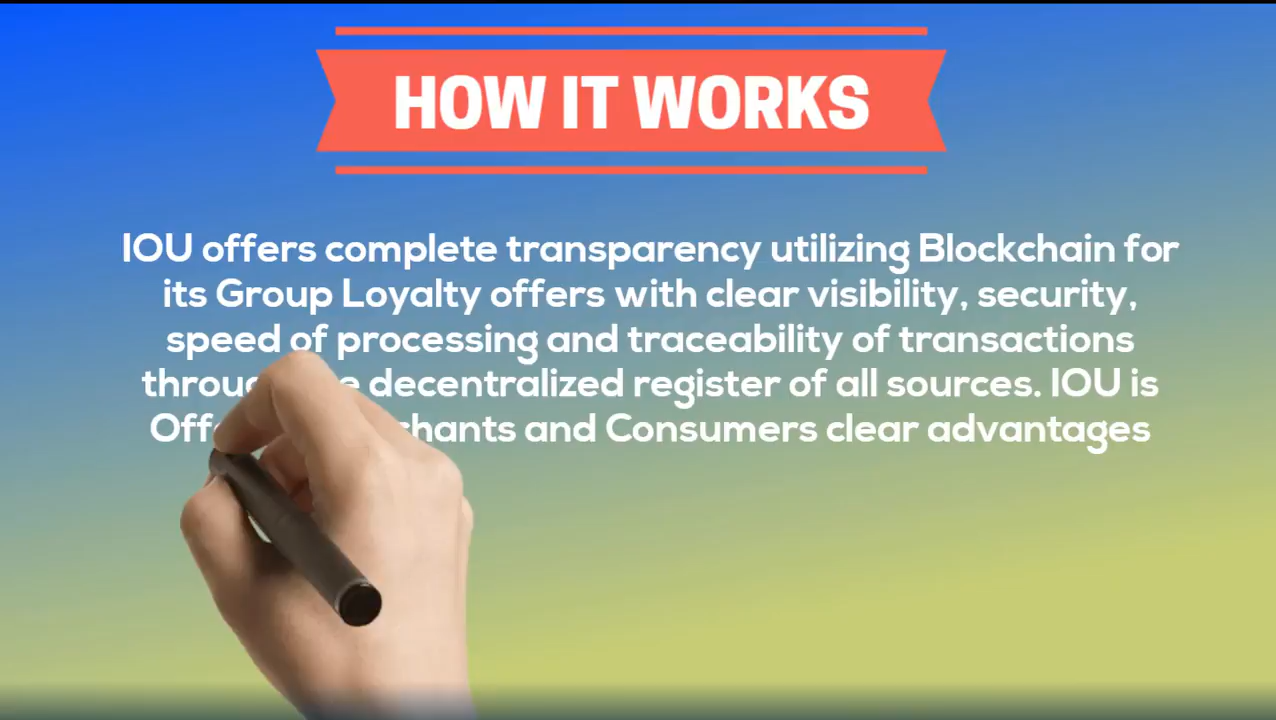 HOW IT WORKS
IOU offers complete transparency utilizing Blockchain for
its Group Loyalty offers with clear visibility, security,
speed of processing and traceability of transactions
decentralized register of all sources. IOU is
and Consumers clear advantages